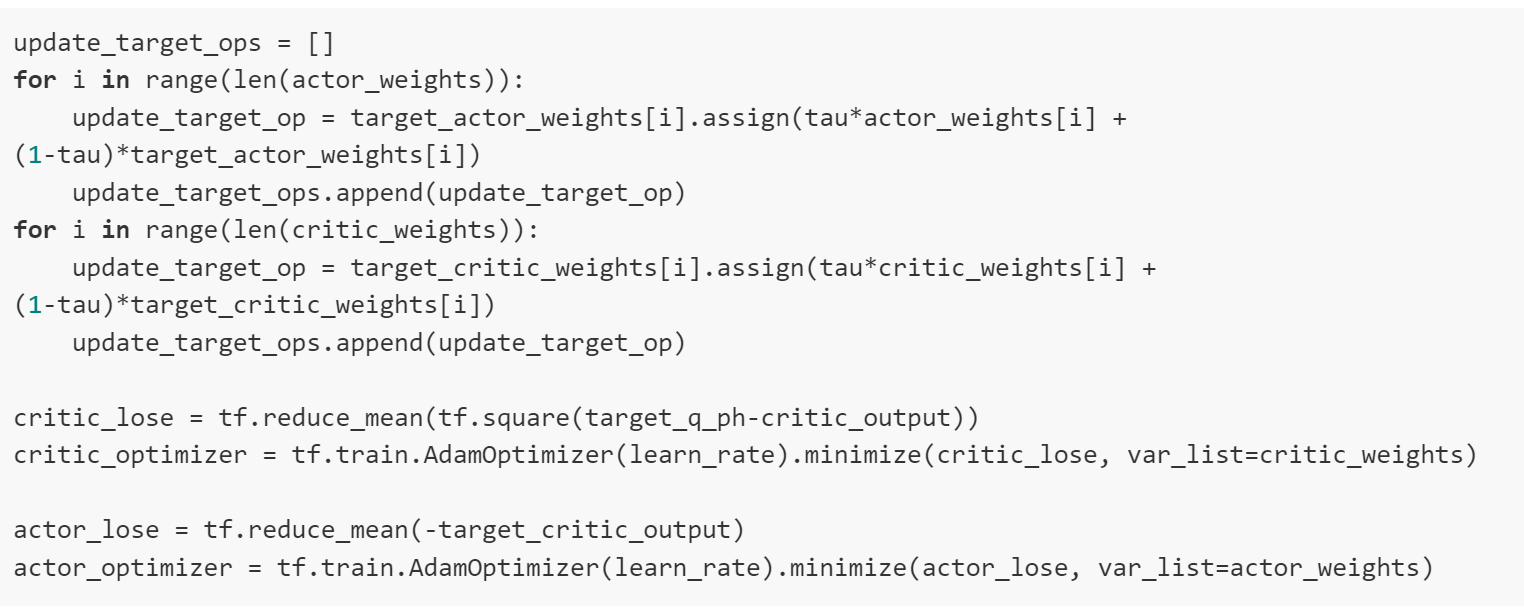 update_target_ops = []
for i in range(len(actor_weights)):
    update_target_op = target_actor_weights[i].assign(tau*actor_weights[i] +
(1-tau)*target_actor_weights[i])
    update_target_ops.append(update_target_op)
for i in range(len(critic_weights)):
    update_target_op = target_critic_weights[i].assign(tau*critic_weights[i] +
(1-tau)*target_critic_weights[i])
    update_target_ops.append(update_target_op)

critic_lose = tf.reduce_mean(tf.square(target_q_ph-critic_output))
critic_optimizer = tf.train.AdamOptimizer(learn_rate).minimize(critic_lose, var_list=critic_weights)

actor_lose = tf.reduce_mean(-target_critic_output)
actor_optimizer = tf.train.AdamOptimizer(learn_rate).minimize(actor_lose, var_list=actor_weights)